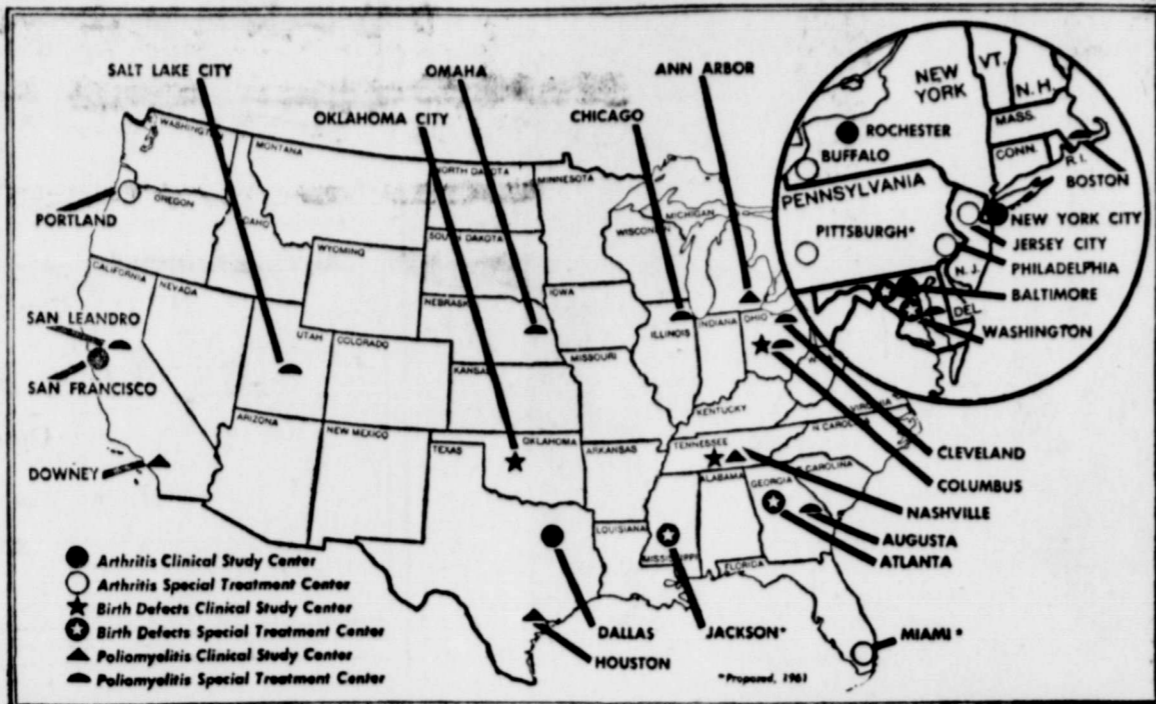 SALT LAKE CITY
OMAHA
ANN ARBOR
OKLAHOMA CITY
CHICAGO
NEW YORK
VT.
N. H.
MASS.
CONN.
R.I.
ROCHESTER
BUFFALO
BOSTON
PENNSYLVANIA
NEW YORK CITY
PITTSBURGH*
JERSEY CITY
PHILADELPHIA
N. J.
BALTIMORE
DEL.
WASHINGTON
WASHINGTON
MONTANA
NORTH DAKOTA
MINNESOTA
PORTLAND
OREGON
IDAHO
MICHIGAN
WISCONSIN
WYOMING
SOUTH DAKOTA
CALIFORNIA
NEVADA
NEBRASKA
IOWA
SAN LEANDRO
UTAH
COLORADO
ILLINOIS
INDIANA
OHIO
SAN FRANCISCO
KANSAS
MISSOURI
KENTUCKY
VIRGINIA
ARIZONA
NEW MEXICO
TEXAS
OKLAHOMA
ARKANSAS
TENNESSEE
N CAROLINA
S CAROLINA
ALABAMA
GEORGIA
DOWNEY
CLEVELAND
COLUMBUS
NASHVILLE
AUGUSTA
ATLANTA
LOUISIANA
MISSISSIPPI
FLORIDA
Arthritis Clinical Study Center
Arthritis Special Treatment Center
Birth Defects Clinical Study Center
Birth Defects Special Treatment Center
Poliomyelitis Clinical Study Center
Poliomyelitis Special Treatment Center
DALLAS
HOUSTON
JACKSON*
MIAMI*
*Proposed, 1961